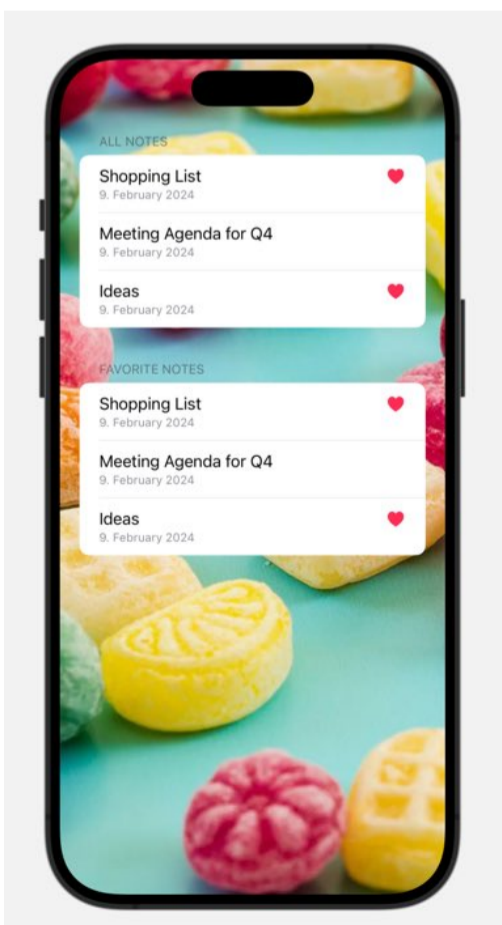 ALL NOTES
Shopping List
9. February 2024
Meeting Agenda for Q4
9. February 2024
Ideas
9. February 2024
FAVORITE NOTES
Shopping List
9. February 2024
Meeting Agenda for Q4
9. February 2024
Ideas
9. February 2024